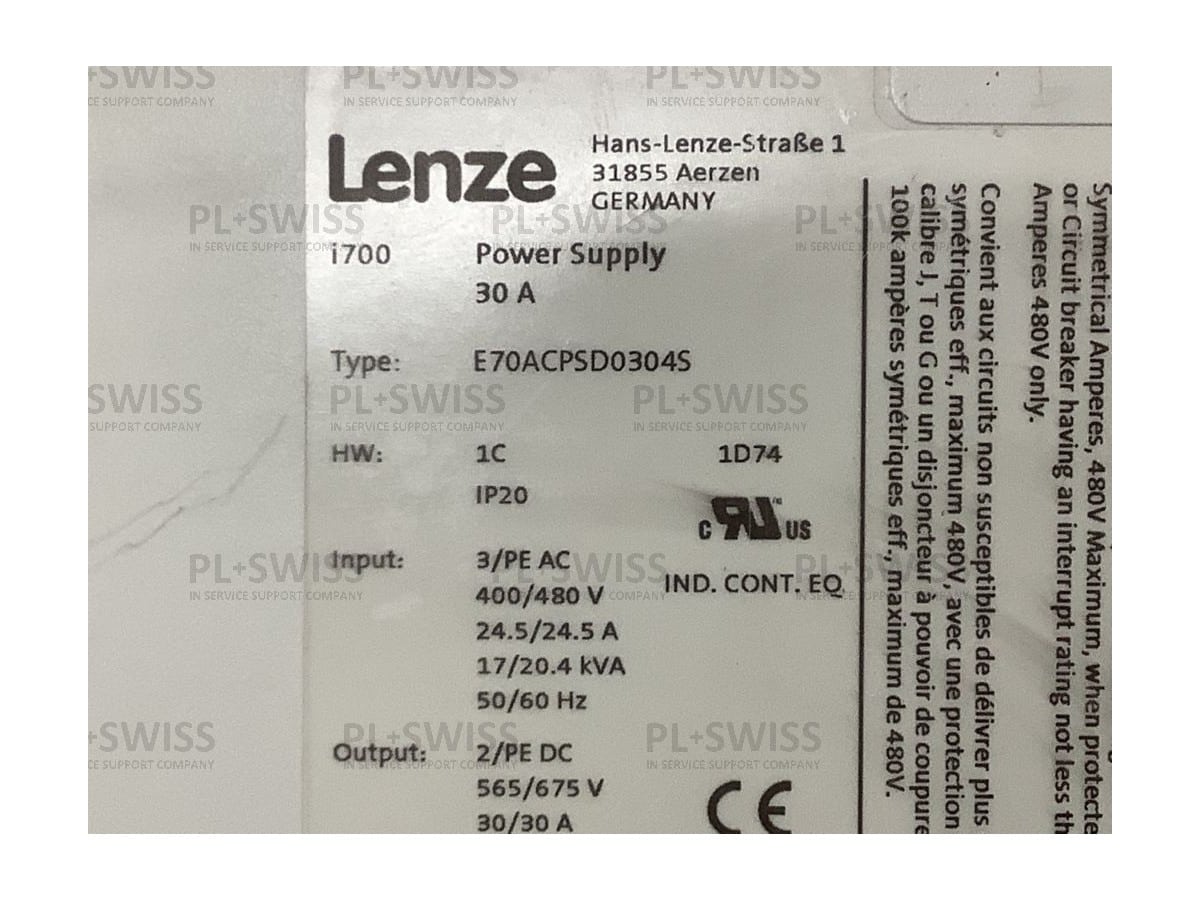 Lenze
Hans-Lenze-Straße 1
31855 Aerzen
GERMANY
i700 Power Supply
30 A
Type: E70ACPSD0304S
HW: 1C 1D74
IP20
c RU US
IND. CONT. EQ.
Input: 3/PE AC
400/480 V
24.5/24.5 A
17/20.4 kVA
50/60 Hz
Output: 2/PE DC
565/675 V
30/30 A
CE
Symmetrical Amperes, 480V Maximum, when protecte
or Circuit breaker having an interrupt rating not less th
Amperes 480V only.
Convient aux circuits non susceptibles de délivrer plus
symétriques eff., maximum 480V, avec une protection
calibre J, T ou G ou un disjoncteur à pouvoir de coupure
100k ampères symétriques eff., maximum de 480V.
PL+SWISS
IN SERVICE SUPPORT COMPANY